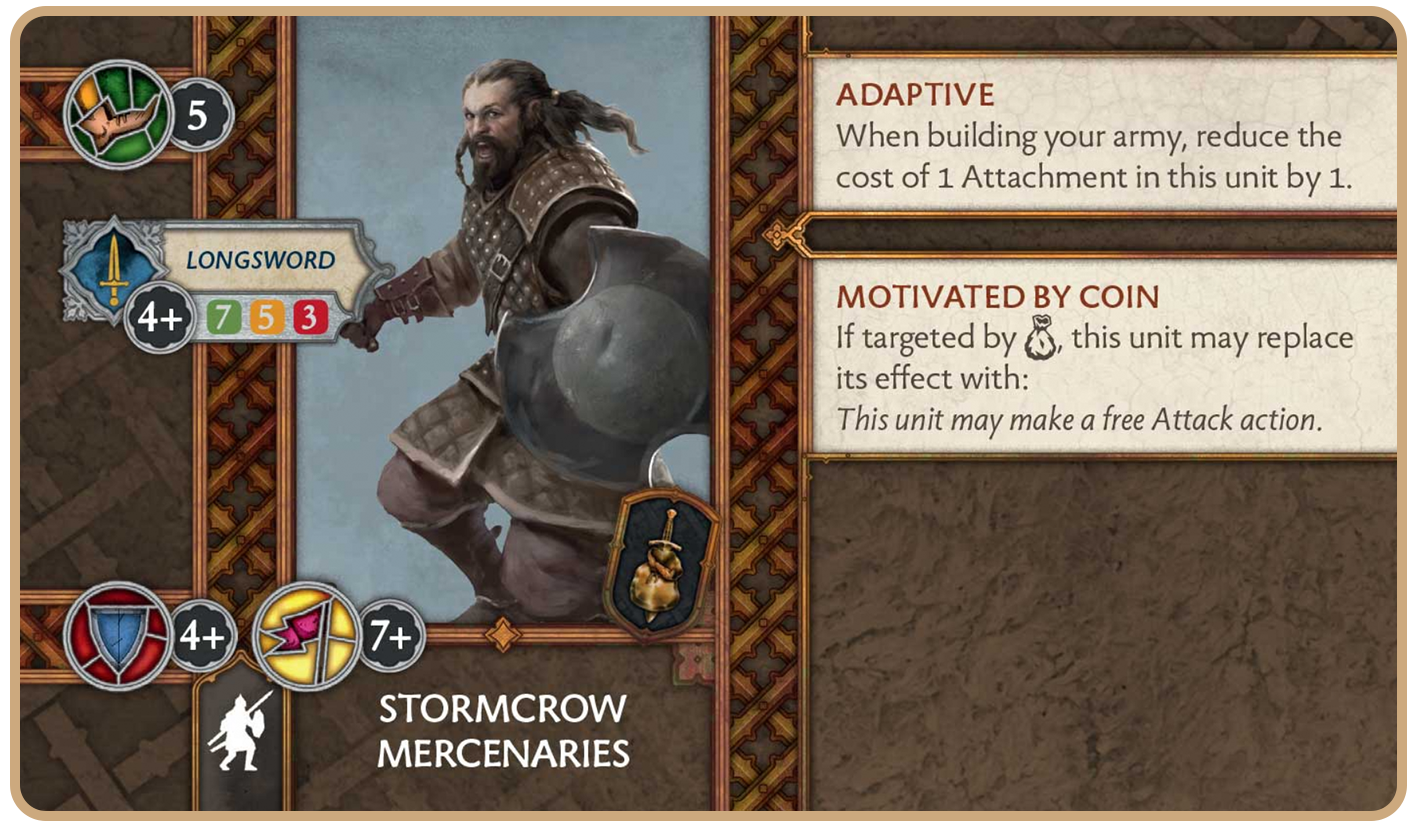 5
LONGSWORD
4+ 7 5 3
4+ 7+
STORMCROW
MERCENARIES
ADAPTIVE
When building your army, reduce the
cost of 1 Attachment in this unit by 1.
MOTIVATED BY COIN
If targeted by , this unit may replace
its effect with:
This unit may make a free Attack action.